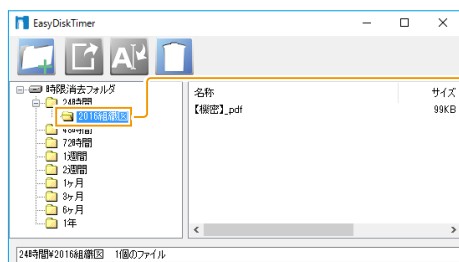 EasyDiskTimer
時限消去フォルダ
24時間
2016組織図
48時間
72時間
1週間
2週間
1ヶ月
3ヶ月
6ヶ月
1年
名称 サイズ
【機密】_pdf 99KB
24時間¥2016組織図 1個のファイル